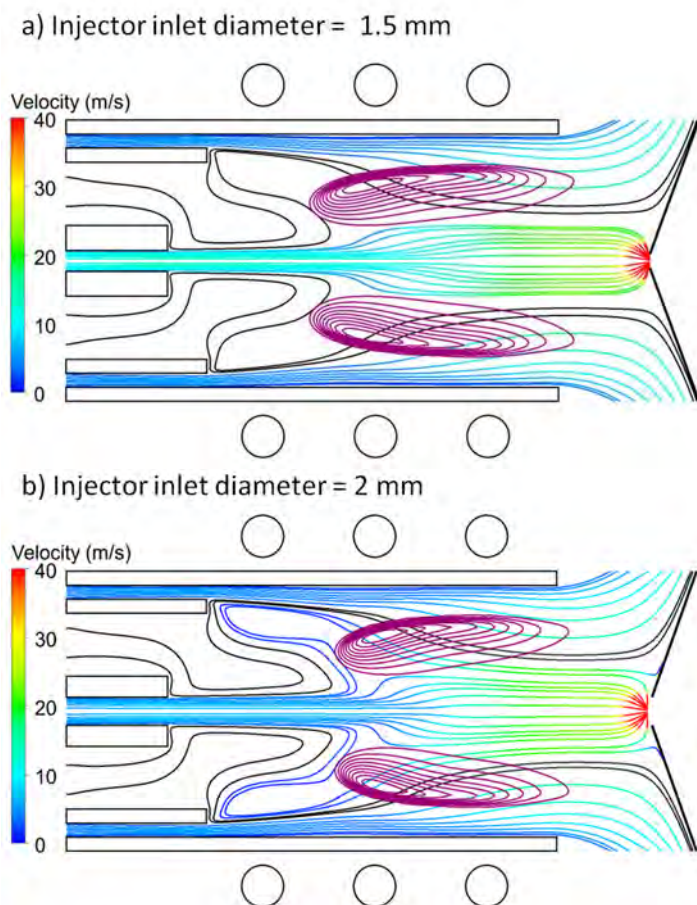 a) Injector inlet diameter = 1.5 mm
Velocity (m/s)
40
30
20
10
0
b) Injector inlet diameter = 2 mm
Velocity (m/s)
40
30
20
10
0